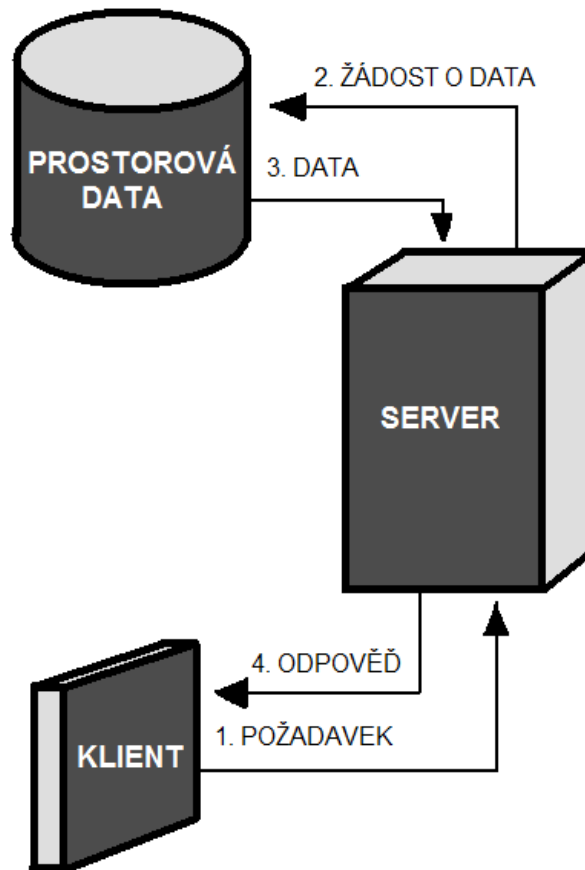 2. ŽÁDOST O DATA
PROSTOROVÁ
DATA
3. DATA
SERVER
4. ODPOVĚĎ
1. POŽADAVEK
KLIENT